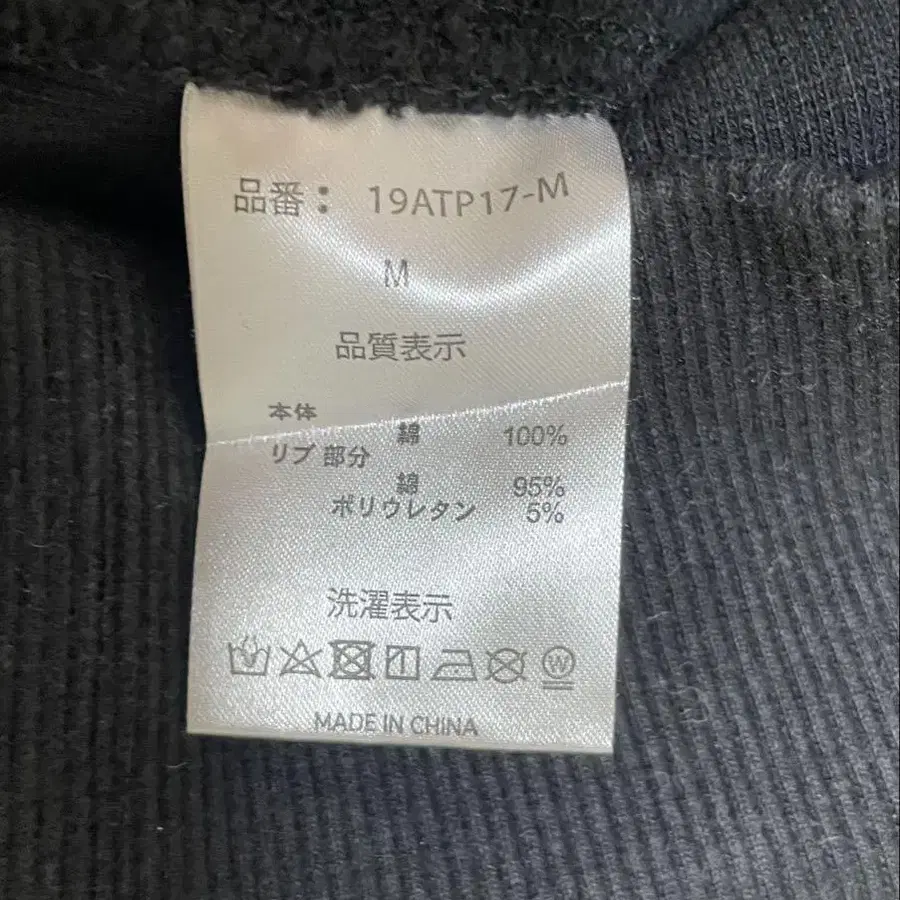 品番： 19ATP17-M
M
品質表示
本体
綿 100%
リブ 部分
綿 95%
ポリウレタン 5%
洗濯表示
W
MADE IN CHINA